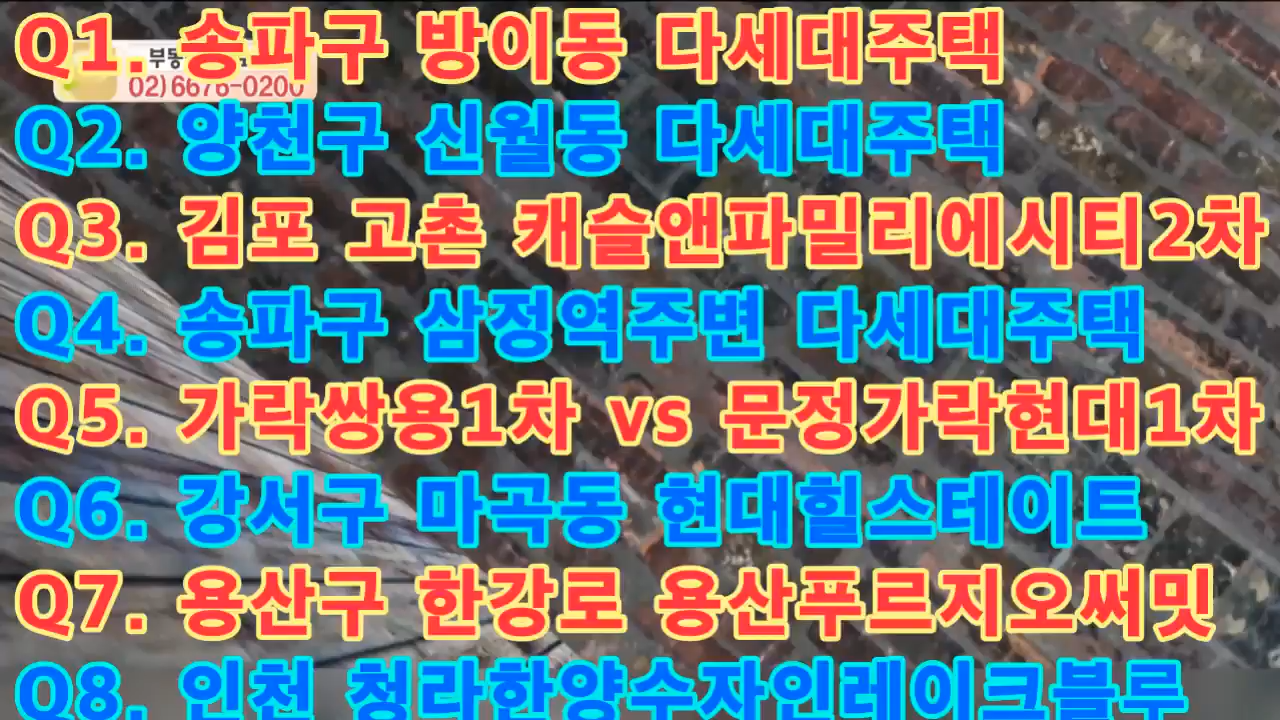 Q1. 송파구 방이동 다세대주택
부동
02)6676-0200
Q2. 양천구 신월동 다세대주택
Q3. 김포 고촌 캐슬앤파밀리에시티2차
Q4. 송파구 삼정역주변 다세대주택
Q5. 가락쌍용1차 vs 문정가락현대1차
Q6. 강서구 마곡동 현대힐스테이트
Q7. 용산구 한강로 용산푸르지오써밋
Q8. 인천 청라한양수자인레이크블루